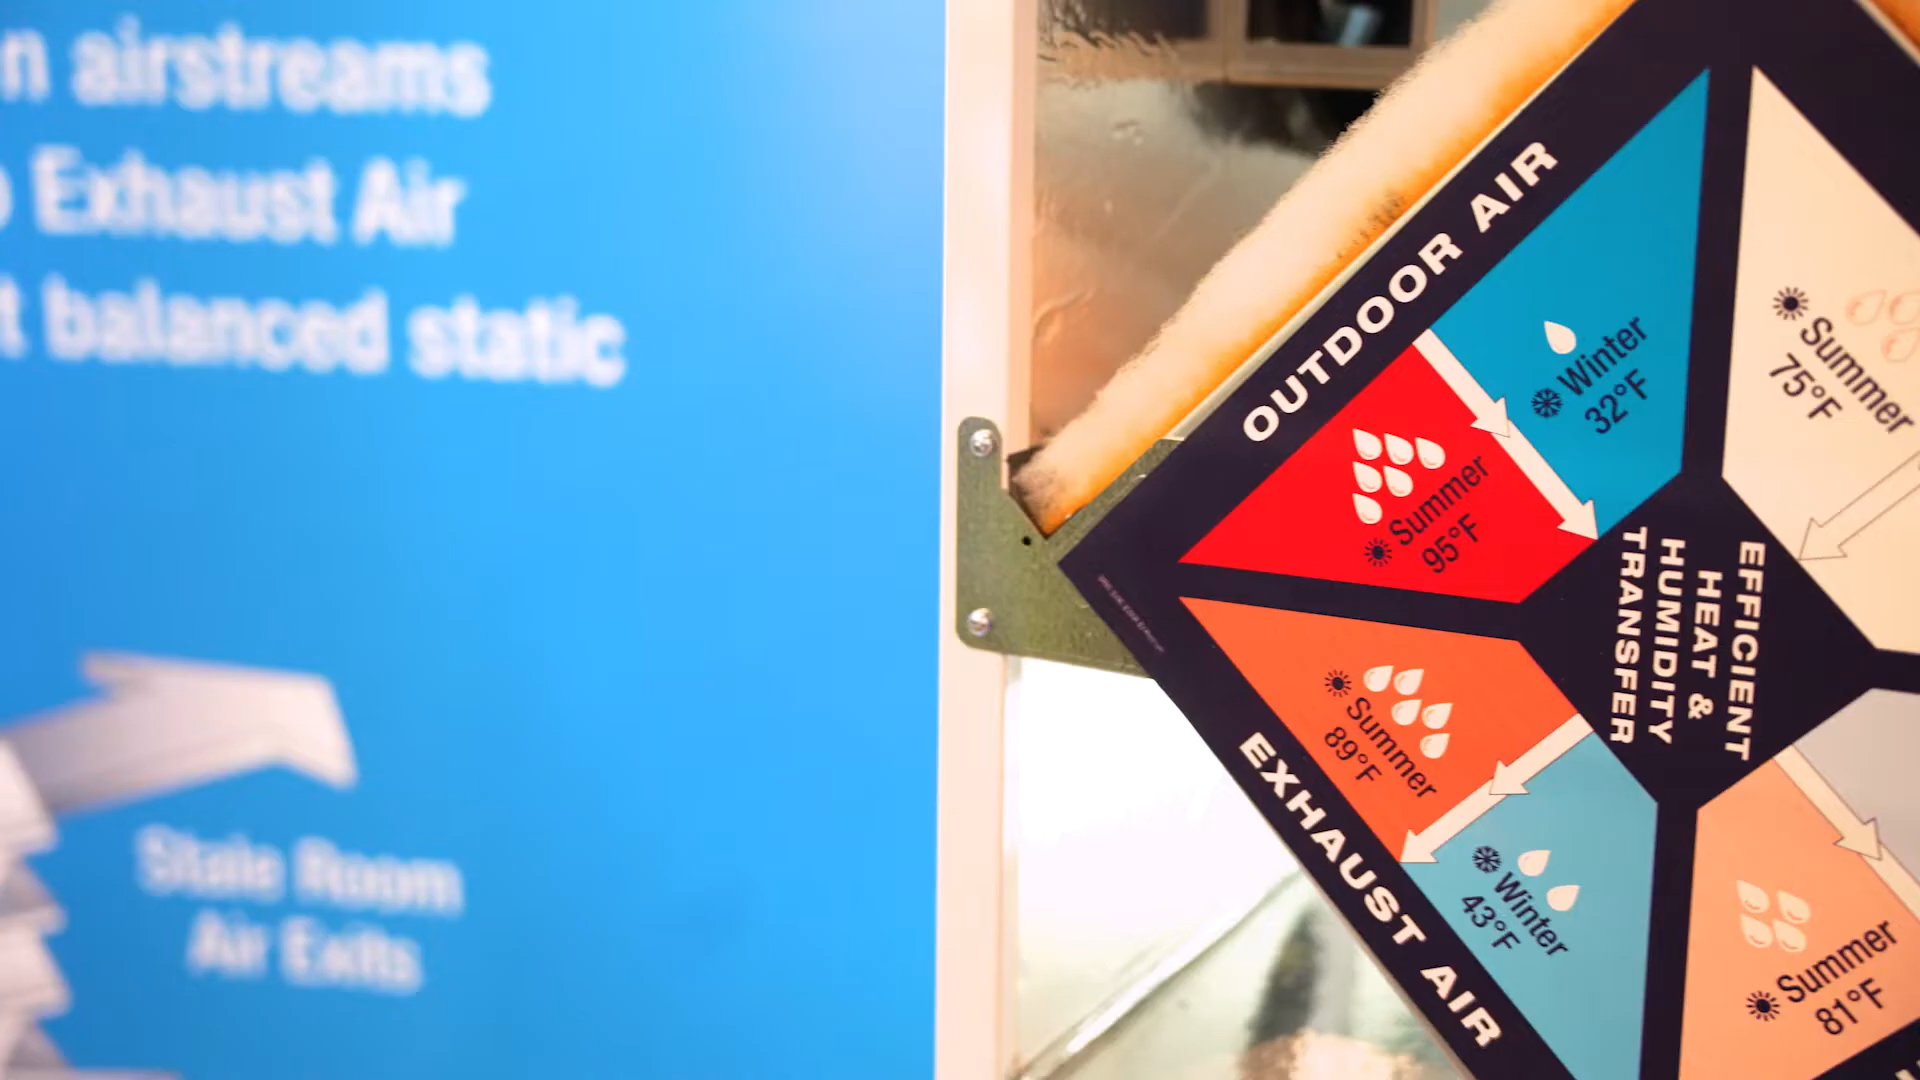 airstreams
Exhaust Air
balanced static
Stale Room
Air Exits
OUTDOOR AIR
Winter
32°F
Summer
95°F
Summer
75°F
EFFICIENT
HEAT &
HUMIDITY
TRANSFER
Summer
89°F
Winter
43°F
EXHAUST AIR
Summer
81°F